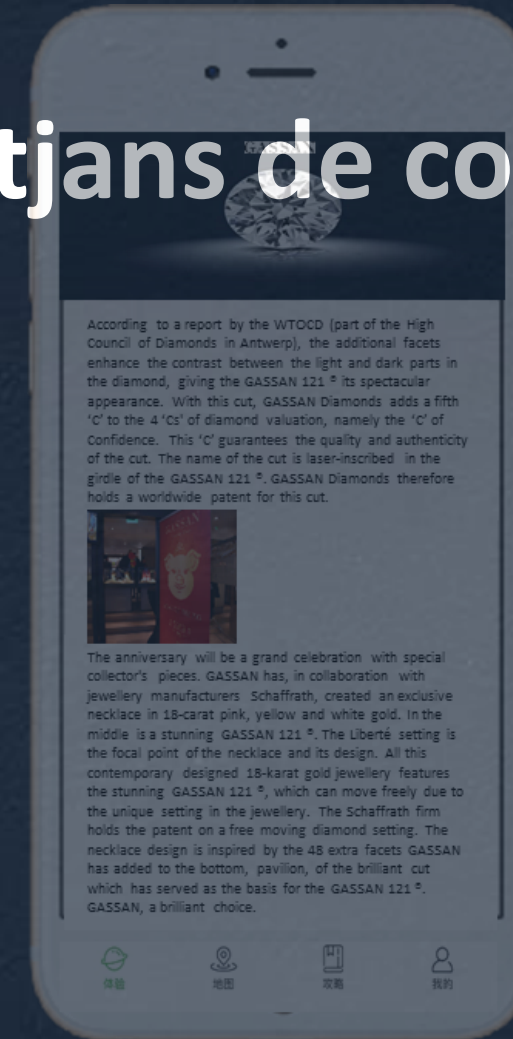 GASSAN
tjans de co
According to a report by the WTOCD (part of the High
Council of Diamonds in Antwerp), the additional facets
enhance the contrast between the light and dark parts in
the diamond, giving the GASSAN 121 ® its spectacular
appearance. With this cut, GASSAN Diamonds adds a fifth
‘C’ to the 4 ‘Cs’ of diamond valuation, namely the ‘C’ of
Confidence. This ‘C’ guarantees the quality and authenticity
of the cut. The name of the cut is laser-inscribed in the
girdle of the GASSAN 121 ®. GASSAN Diamonds therefore
holds a worldwide patent for this cut.
The anniversary will be a grand celebration with special
collector's pieces. GASSAN has, in collaboration with
jewellery manufacturers Schaffrath, created an exclusive
necklace in 18-carat pink, yellow and white gold. In the
middle is a stunning GASSAN 121 ®. The Liberté setting is
the focal point of the necklace and its design. All this
contemporary designed 18-karat gold jewellery features
the stunning GASSAN 121 ®, which can move freely due to
the unique setting in the jewellery. The Schaffrath firm
holds the patent on a free moving diamond setting. The
necklace design is inspired by the 48 extra facets GASSAN
has added to the bottom, pavilion, of the brilliant cut
which has served as the basis for the GASSAN 121 ®.
GASSAN, a brilliant choice.
体验 地图 攻略 我的